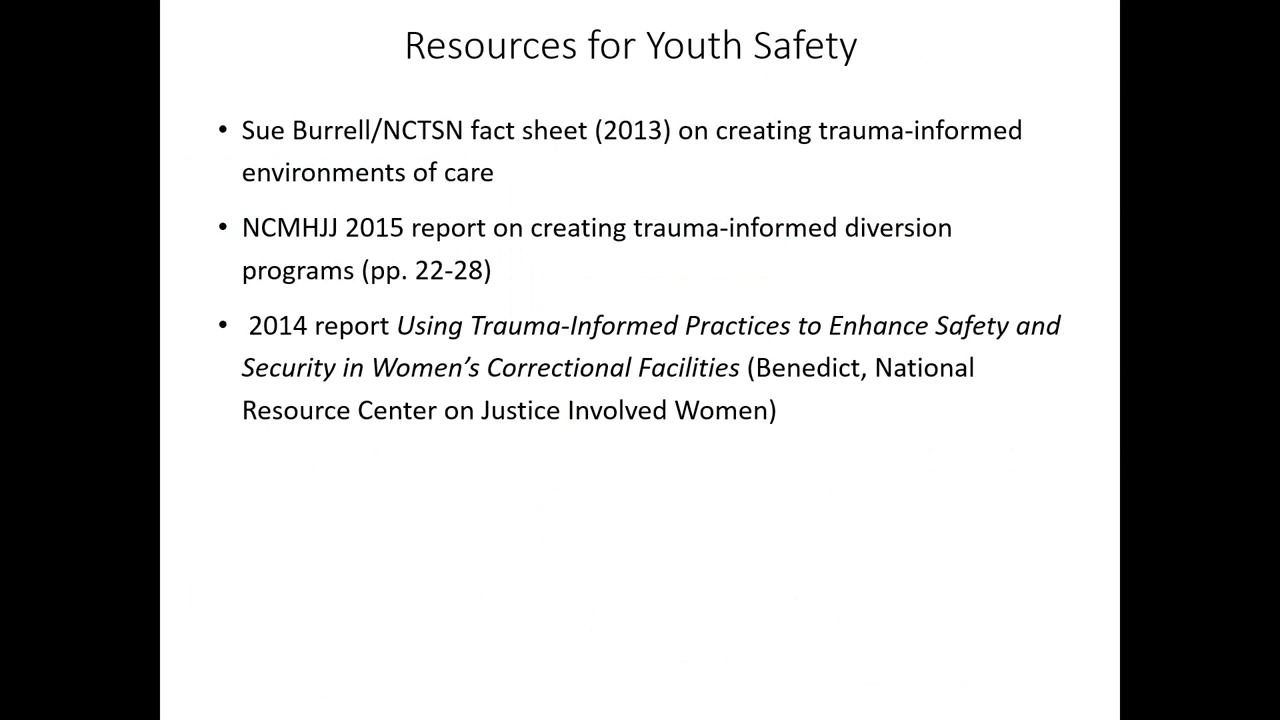 Resources for Youth Safety
• Sue Burrell/NCTSN fact sheet (2013) on creating trauma-informed
environments of care
• NCMHJJ 2015 report on creating trauma-informed diversion
programs (pp. 22-28)
• 2014 report Using Trauma-Informed Practices to Enhance Safety and
Security in Women’s Correctional Facilities (Benedict, National
Resource Center on Justice Involved Women)